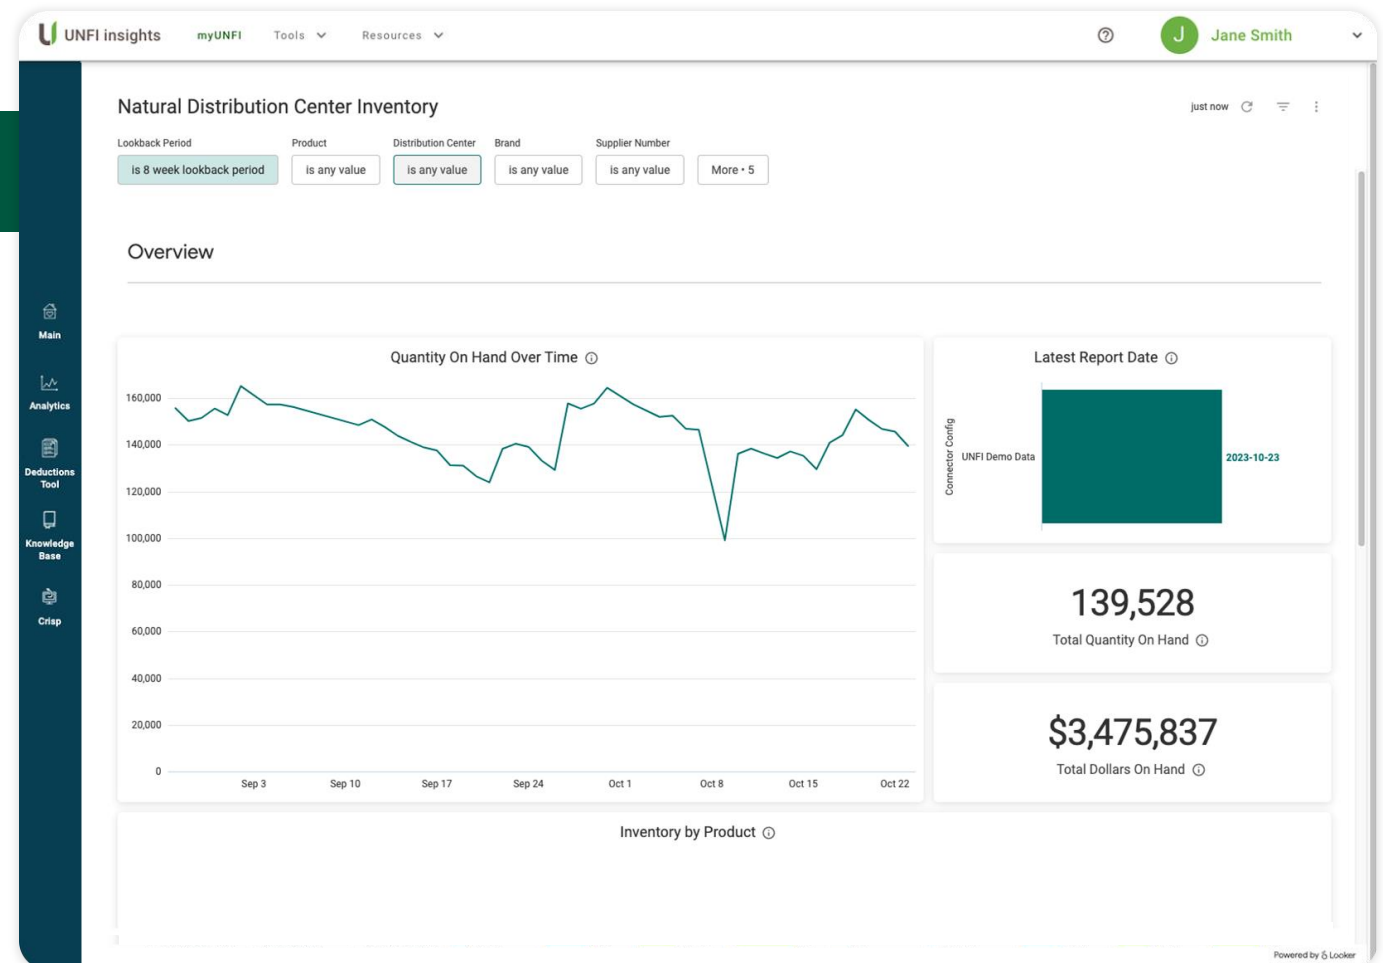 UNFI insights
myUNFI
Tools
Resources
J
Jane Smith
Natural Distribution Center Inventory
just now
Lookback Period
Product
Distribution Center
Brand
Supplier Number
is 8 week lookback period
is any value
is any value
is any value
is any value
More • 5
Overview
Main
Analytics
Deductions
Tool
Knowledge
Base
Crisp
Quantity On Hand Over Time
160,000
140,000
120,000
100,000
80,000
60,000
40,000
20,000
0
Sep 3
Sep 10
Sep 17
Sep 24
Oct 1
Oct 8
Oct 15
Oct 22
Latest Report Date
Connector Config
UNFI Demo Data
2023-10-23
139,528
Total Quantity On Hand
$3,475,837
Total Dollars On Hand
Inventory by Product
Powered by Looker